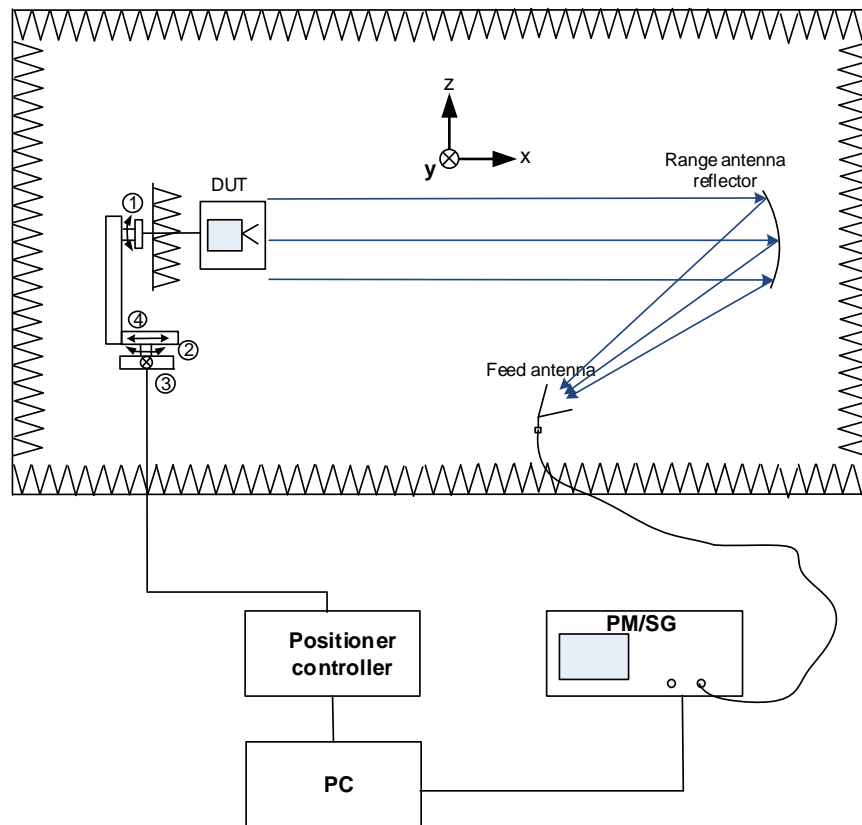 z
x
y
DUT
Range antenna
reflector
①
④
②
③
Feed antenna
PM/SG
Positioner
controller
PC